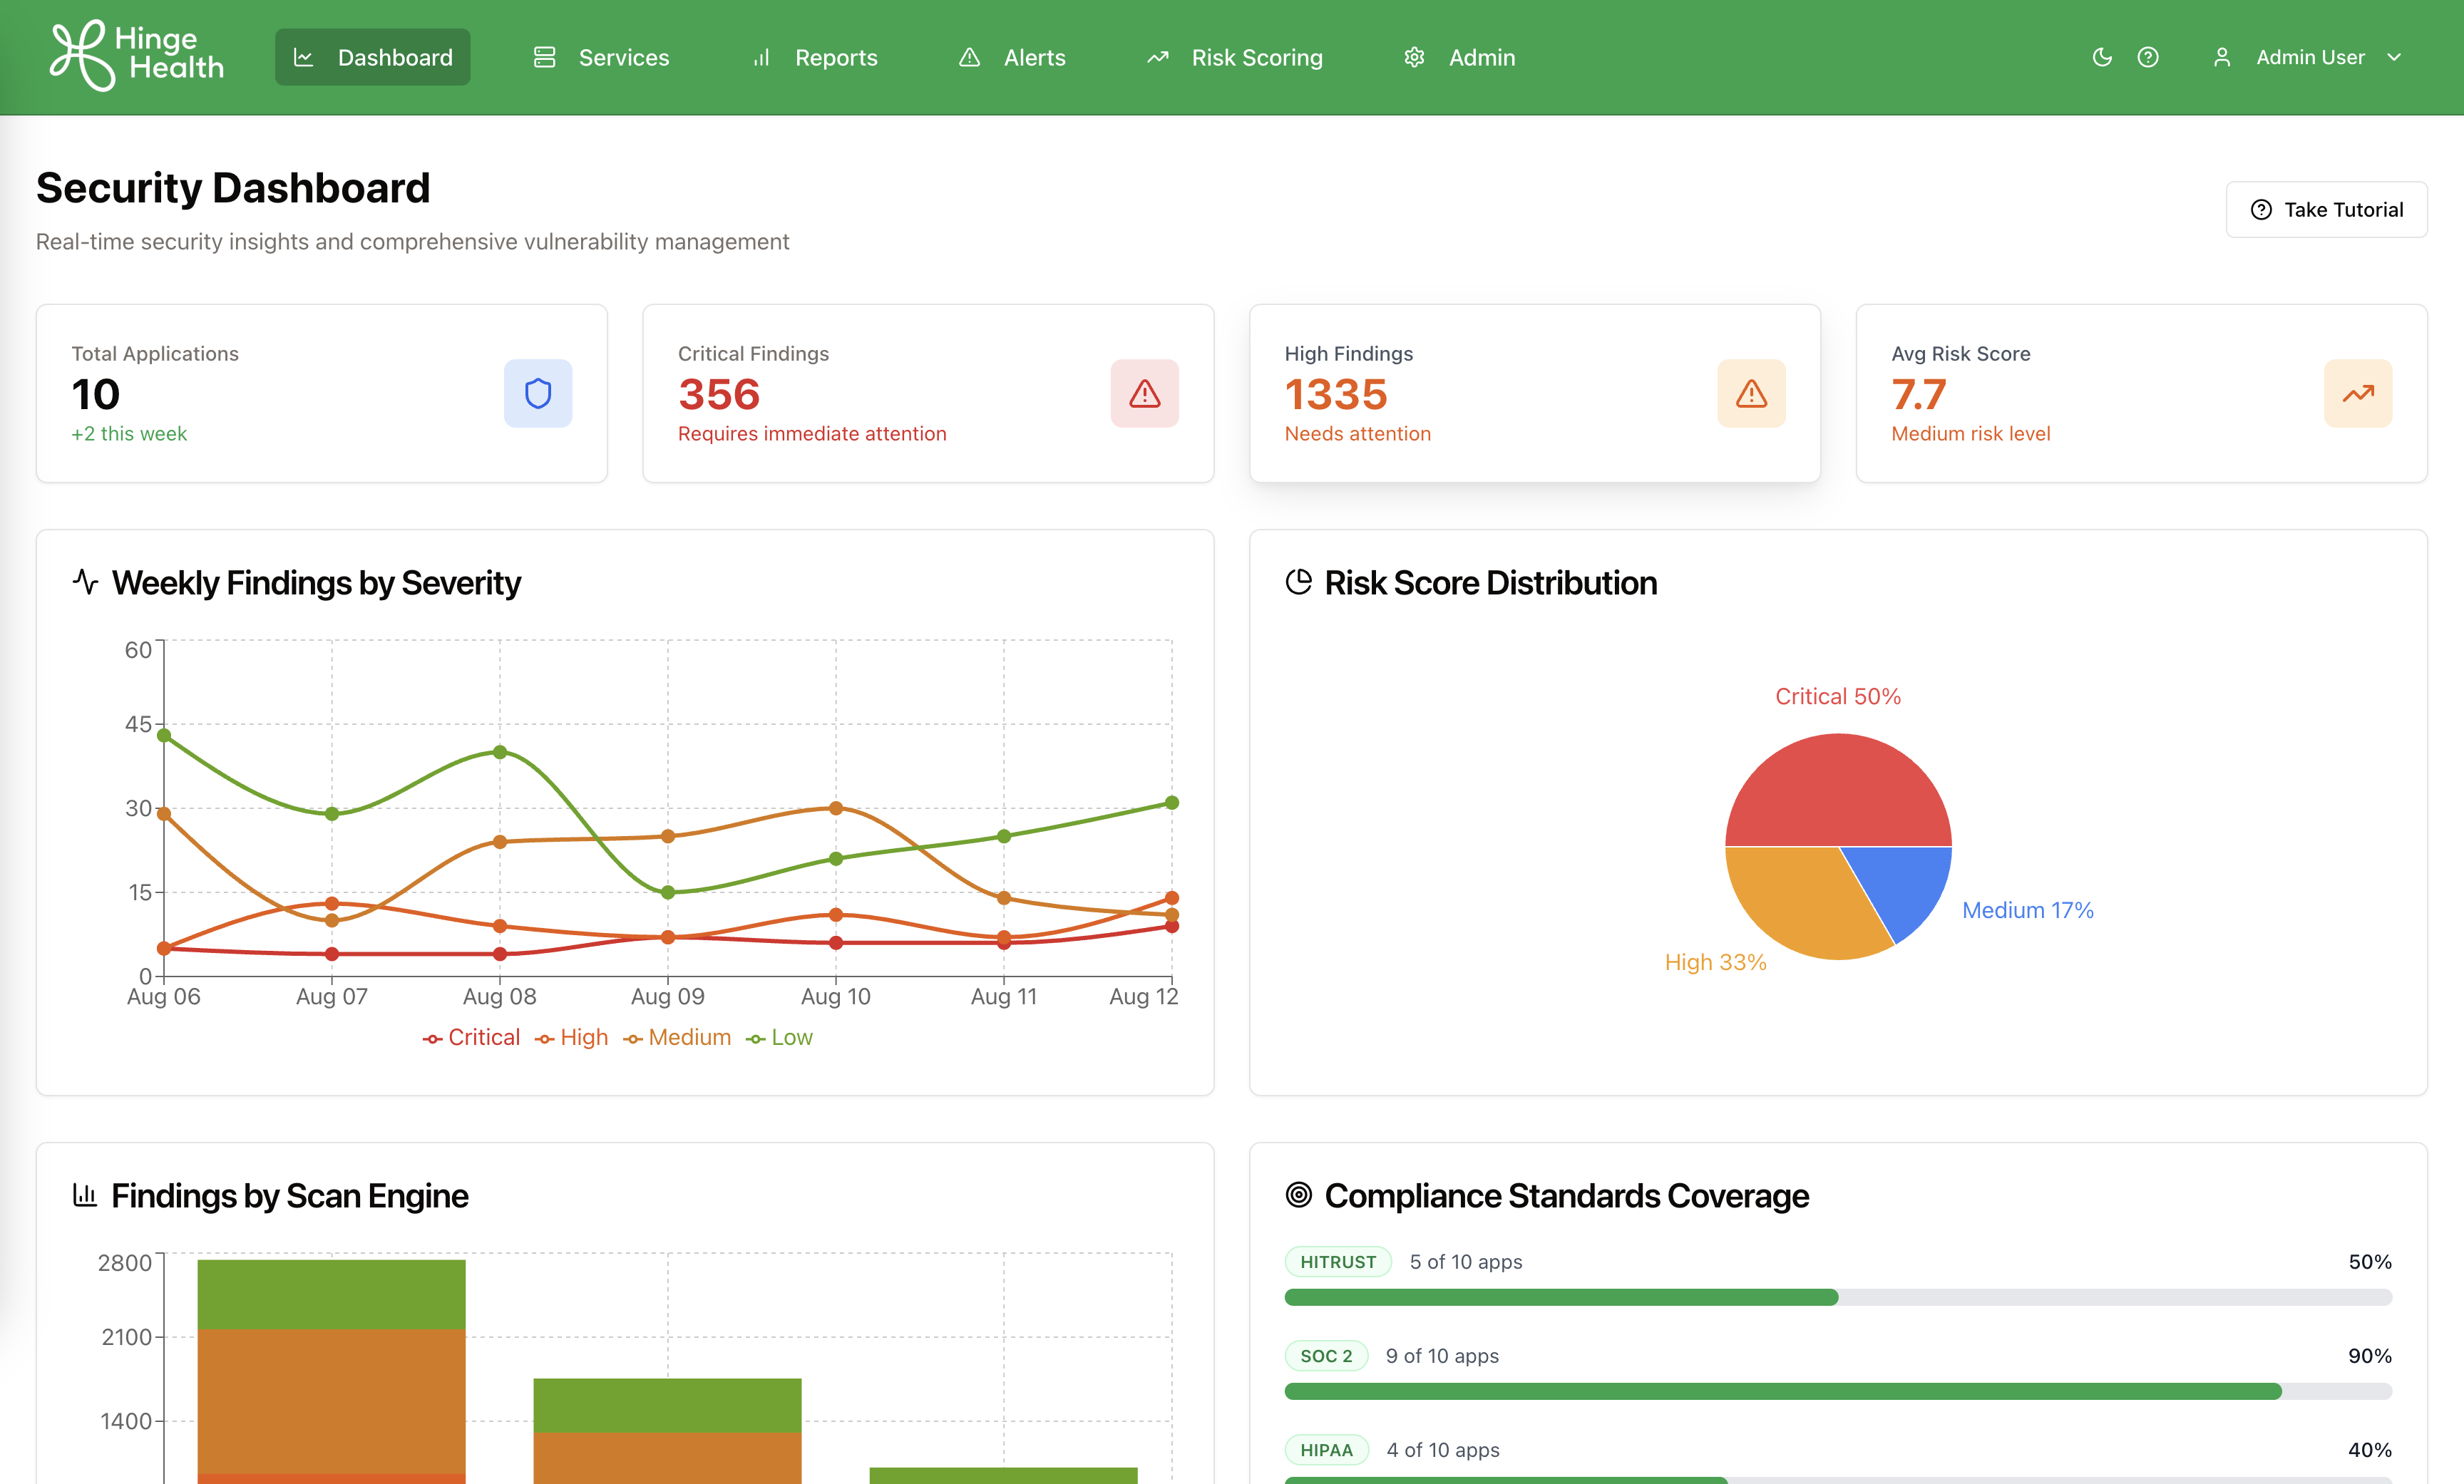 Hinge
Health
Dashboard
Services
Reports
Alerts
Risk Scoring
Admin
Admin User
Security Dashboard
Real-time security insights and comprehensive vulnerability management
Take Tutorial
Total Applications
10
+2 this week
Critical Findings
356
Requires immediate attention
High Findings
1335
Needs attention
Avg Risk Score
7.7
Medium risk level
Weekly Findings by Severity
60
45
30
15
0
Aug 06
Aug 07
Aug 08
Aug 09
Aug 10
Aug 11
Aug 12
Critical
High
Medium
Low
Risk Score Distribution
Critical 50%
Medium 17%
High 33%
Findings by Scan Engine
2800
2100
1400
Compliance Standards Coverage
HITRUST 5 of 10 apps 50%
SOC 2 9 of 10 apps 90%
HIPAA 4 of 10 apps 40%